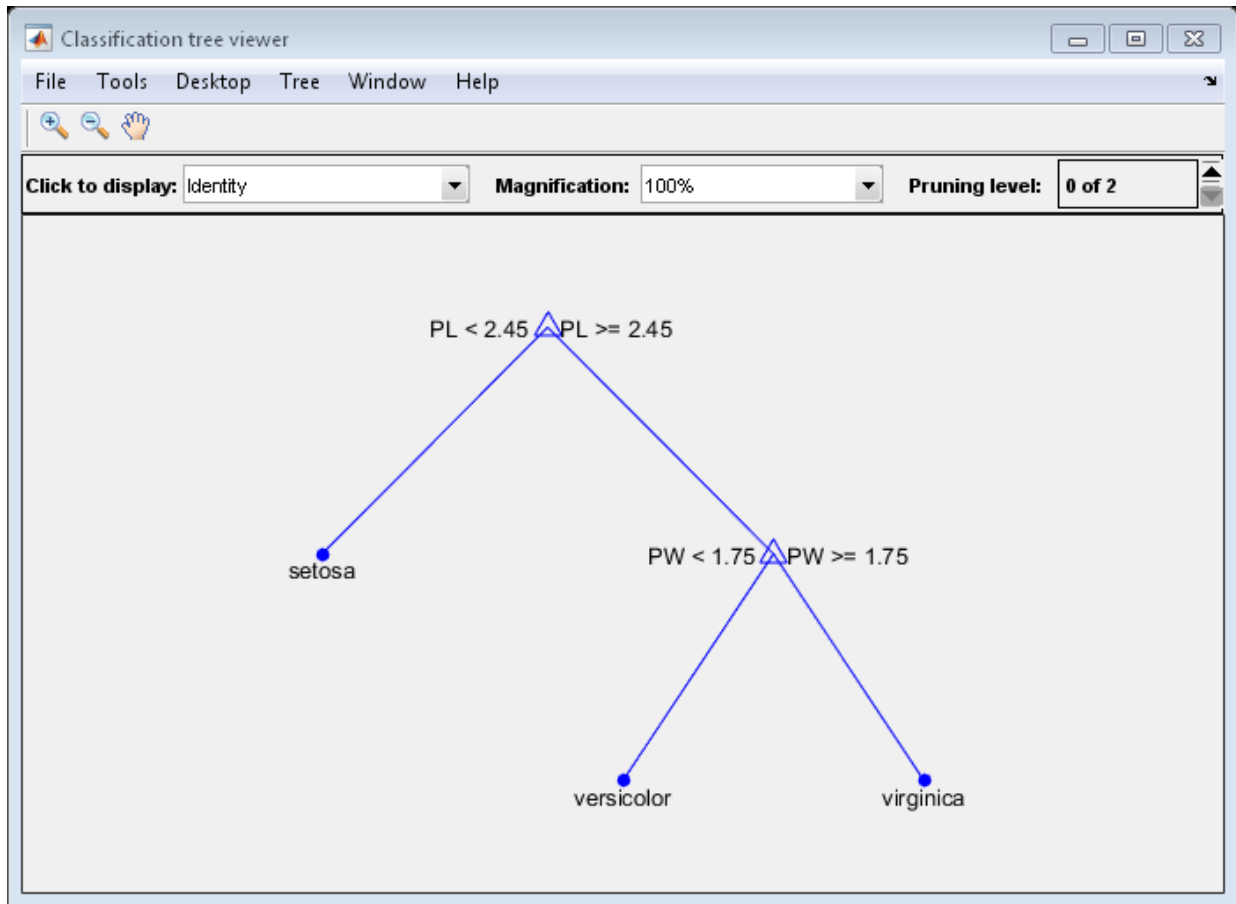 Classification tree viewer
File Tools Desktop Tree Window Help
Click to display: Identity Magnification: 100% Pruning level: 0 of 2
PL < 2.45 PL >= 2.45
setosa
PW < 1.75 PW >= 1.75
versicolor
virginica